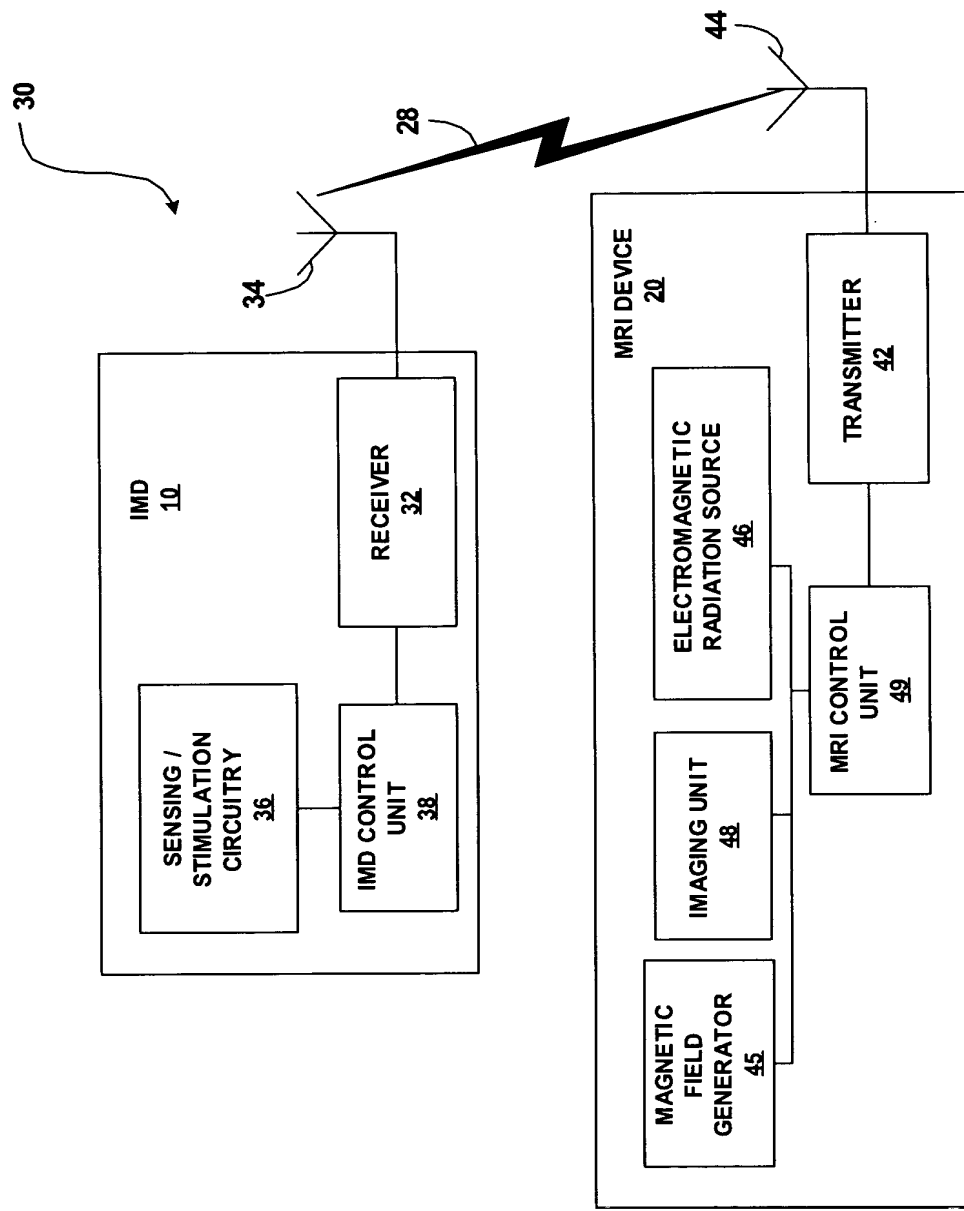 30
44
28
34
IMD
10
SENSING /
STIMULATION
CIRCUITRY
36
RECEIVER
32
IMD CONTROL
UNIT
38
MRI DEVICE
20
MAGNETIC
FIELD
GENERATOR
45
IMAGING UNIT
48
ELECTROMAGNETIC
RADIATION SOURCE
46
MRI CONTROL
UNIT
49
TRANSMITTER
42